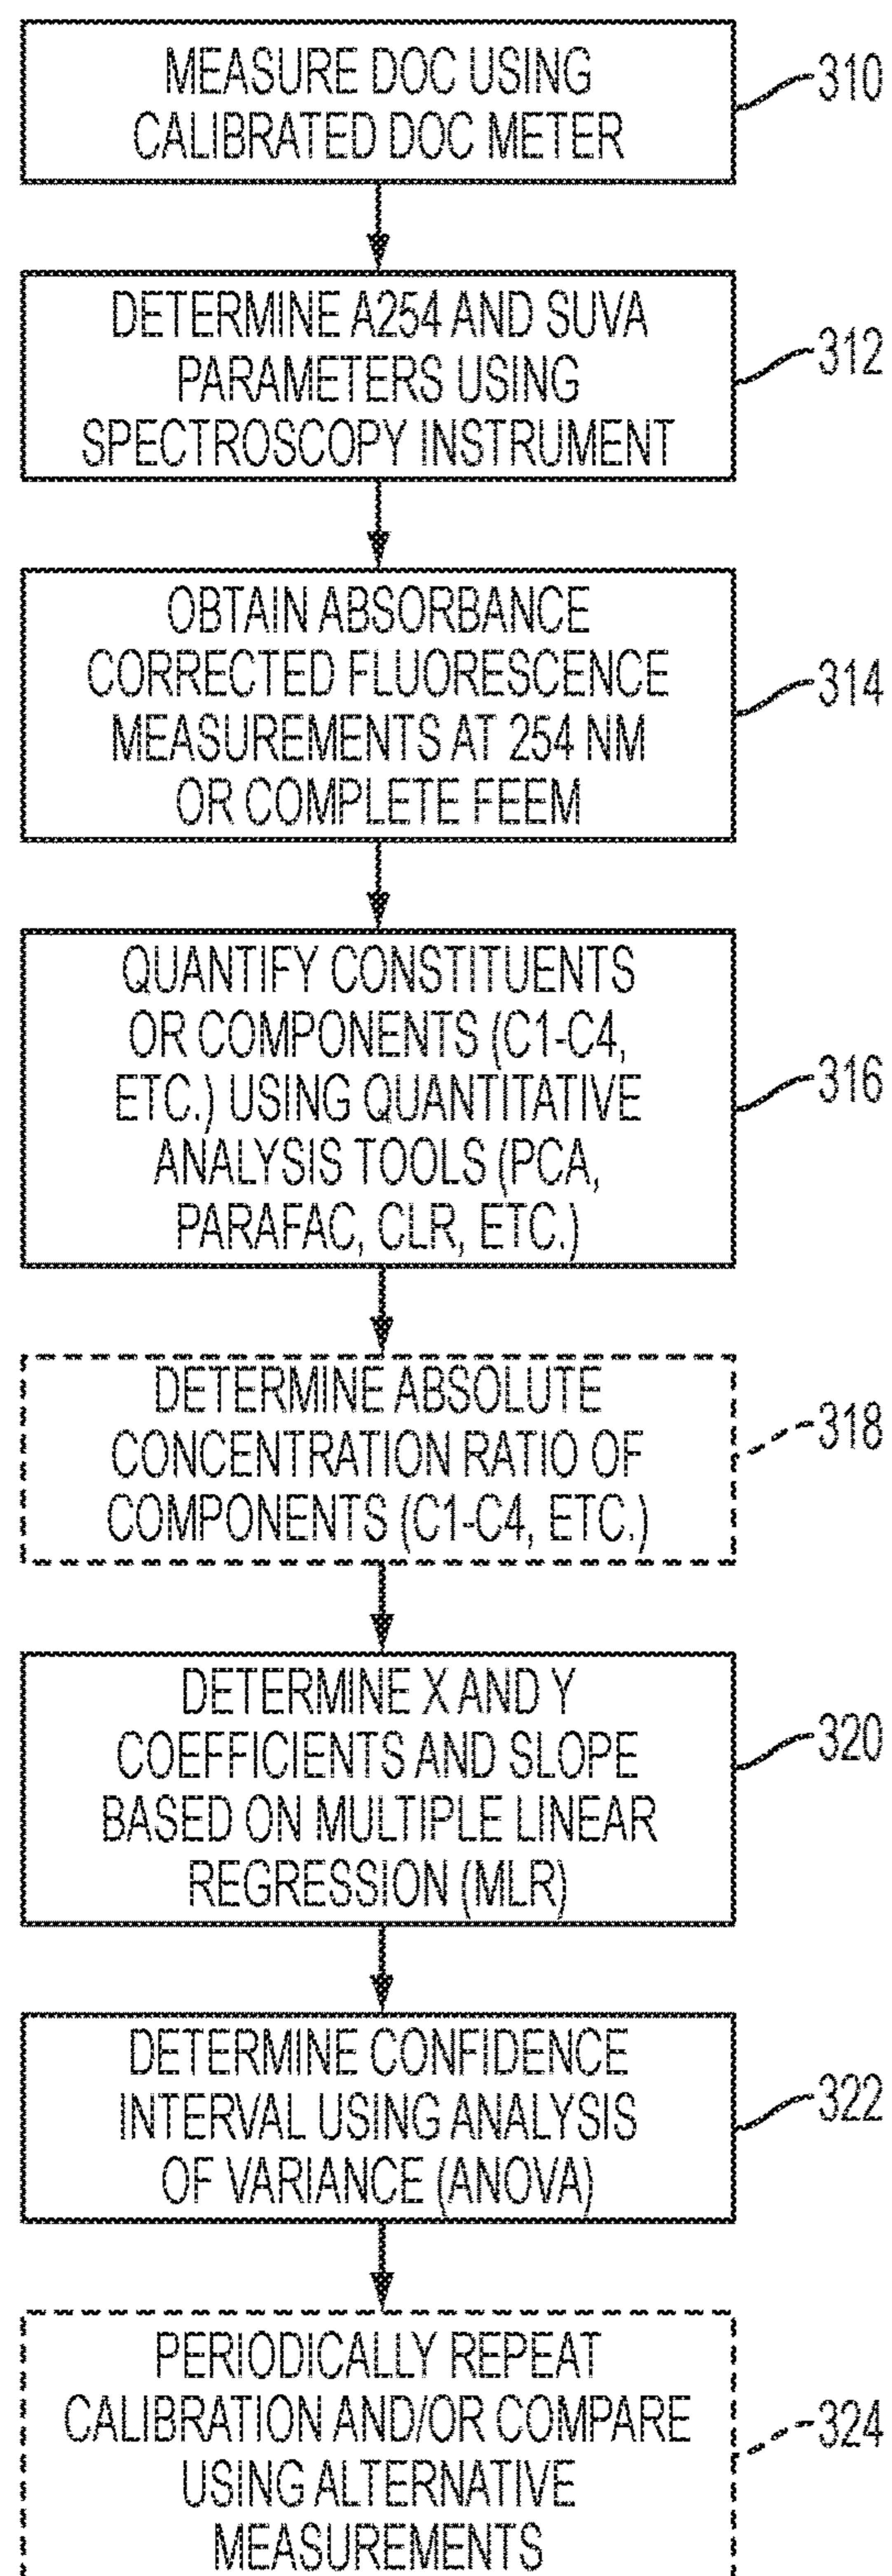 MEASURE DOC USING
CALIBRATED DOC METER
310
DETERMINE A254 AND SUVA
PARAMETERS USING
SPECTROSCOPY INSTRUMENT
312
OBTAIN ABSORBANCE
CORRECTED FLUORESCENCE
MEASUREMENTS AT 254 NM
OR COMPLETE FEEM
314
QUANTIFY CONSTITUENTS
OR COMPONENTS (C1-C4,
ETC.) USING QUANTITATIVE
ANALYSIS TOOLS (PCA,
PARAFAC, CLR, ETC.)
316
DETERMINE ABSOLUTE
CONCENTRATION RATIO OF
COMPONENTS (C1-C4, ETC.)
318
DETERMINE X AND Y
COEFFICIENTS AND SLOPE
BASED ON MULTIPLE LINEAR
REGRESSION (MLR)
320
DETERMINE CONFIDENCE
INTERVAL USING ANALYSIS
OF VARIANCE (ANOVA)
322
PERIODICALLY REPEAT
CALIBRATION AND/OR COMPARE
USING ALTERNATIVE
MEASUREMENTS
324